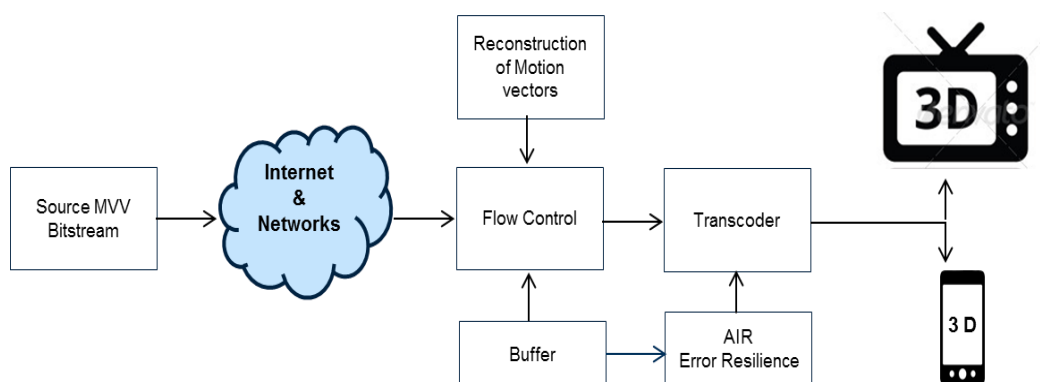 Reconstruction
of Motion
vectors
3D
Source MVV
Bitstream
Internet
&
Networks
Flow Control
Transcoder
Buffer
AIR
Error Resilience
3 D